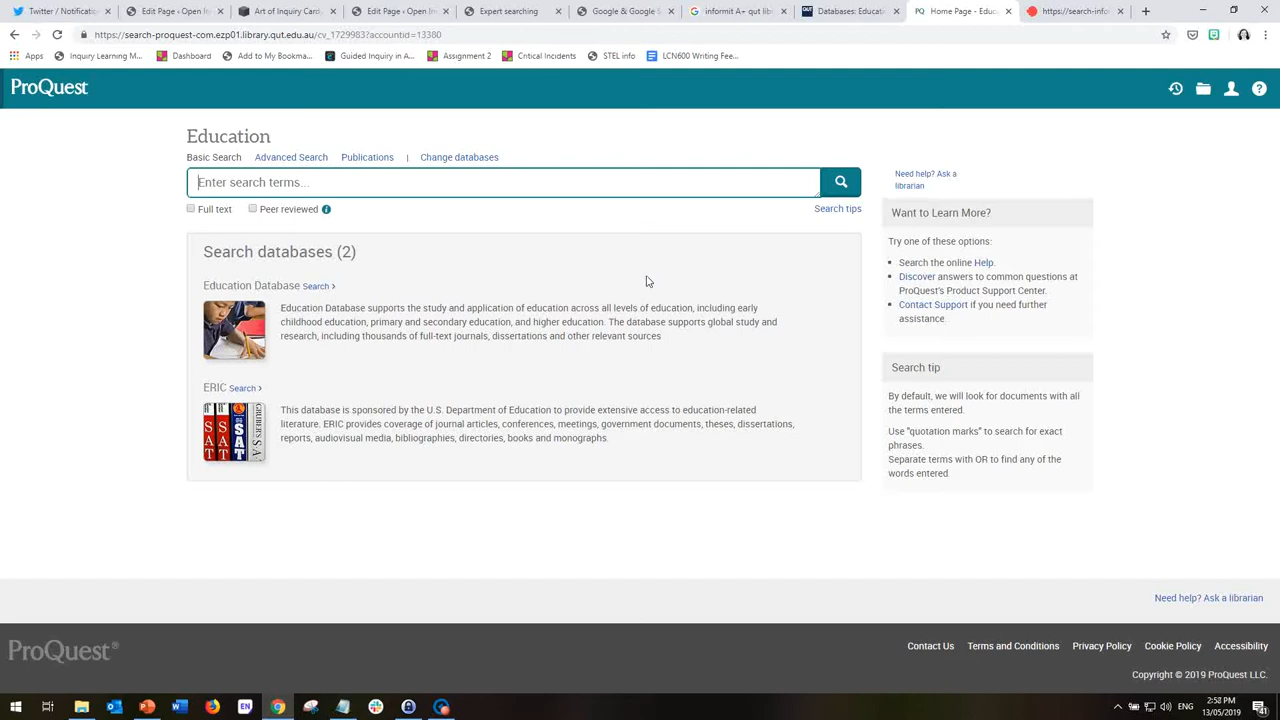 Twitter / Notification
Edit Page ‹ Open In
Art of Inquiry Card
Edit Page ‹ Open In
Expert searching
Google & Google S
informit A+ qut lib
Databases: Educati
Home Page - Educ
https://search-info
https://search-proquest-com.ezp01.library.qut.edu.au/cv_1729983?accountid=13380
Apps
Inquiry Learning M...
Dashboard
Add to My Bookma...
Guided Inquiry in A...
Assignment 2
Critical Incidents
STEL info
LCN600 Writing Fee...
ProQuest
Education
Basic Search Advanced Search Publications | Change databases
Enter search terms...
Full text Peer reviewed
Search tips
Search databases (2)
Education Database Search ›
Education Database supports the study and application of education across all levels of education, including early
childhood education, primary and secondary education, and higher education. The database supports global study and
research, including thousands of full-text journals, dissertations and other relevant sources
ERIC Search ›
SAT SAT SAT
This database is sponsored by the U.S. Department of Education to provide extensive access to education-related
literature. ERIC provides coverage of journal articles, conferences, meetings, government documents, theses, dissertations,
reports, audiovisual media, bibliographies, directories, books and monographs.
Need help? Ask a
librarian
Want to Learn More?
Try one of these options:
Search the online Help.
Discover answers to common questions at
ProQuest's Product Support Center.
Contact Support if you need further
assistance.
Search tip
By default, we will look for documents with all
the terms entered.
Use "quotation marks" to search for exact
phrases.
Separate terms with OR to find any of the
words entered.
Need help? Ask a librarian
ProQuest®
Contact Us Terms and Conditions Privacy Policy Cookie Policy Accessibility
Copyright © 2019 ProQuest LLC.
EN
ENG
2:58 PM
13/05/2019
41